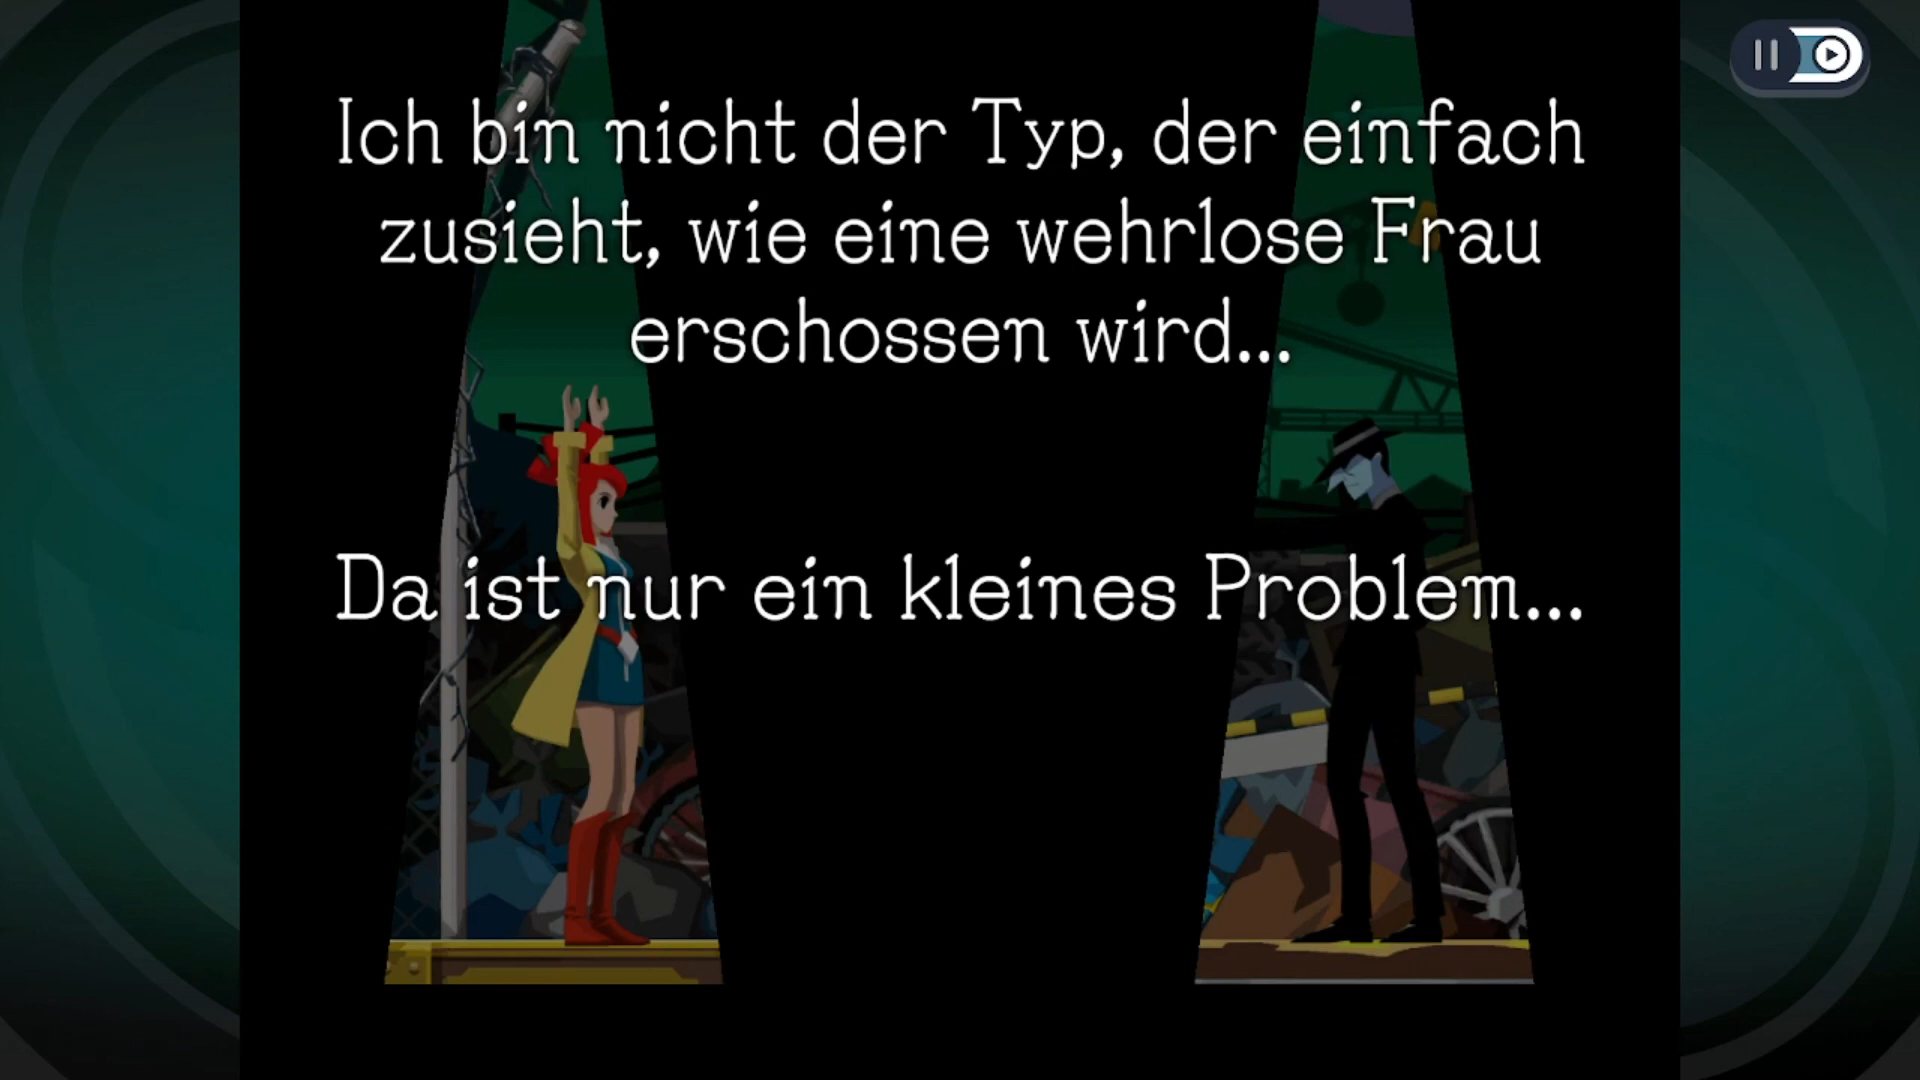 Ich bin nicht der Typ, der einfach
zusieht, wie eine wehrlose Frau
erschossen wird...
Da ist nur ein kleines Problem...